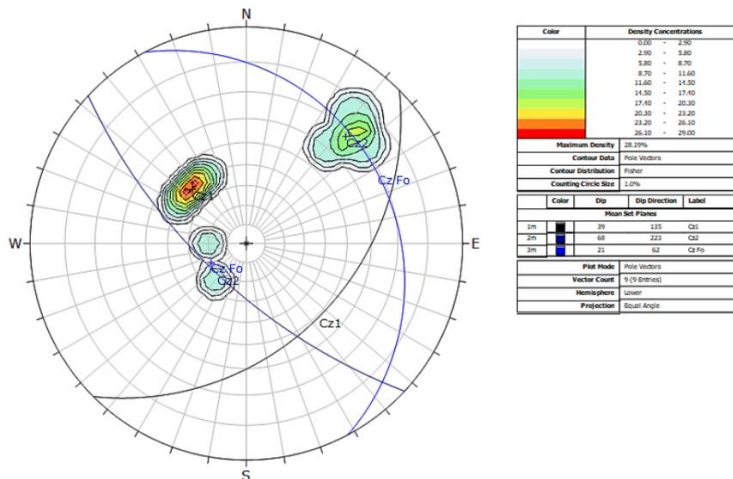 N
W
E
S
Cz1
Cz2
Cz Fo
Cz Fo
Cz2
Cz1
Color Density Concentrations
0.00 - 2.90
2.90 - 5.80
5.80 - 8.70
8.70 - 11.60
11.60 - 14.50
14.50 - 17.40
17.40 - 20.30
20.30 - 23.20
23.20 - 26.10
26.10 - 29.00
Maximum Density 28.19%
Contour Data Pole Vectors
Contour Distribution Fisher
Counting Circle Size 1.0%
Color Dip Dip Direction Label
Mean Set Planes
1m 39 135 Cz1
2m 68 223 Cz2
3m 21 62 Cz Fo
Plot Mode Pole Vectors
Vector Count 9 (9 Entries)
Hemisphere Lower
Projection Equal Angle